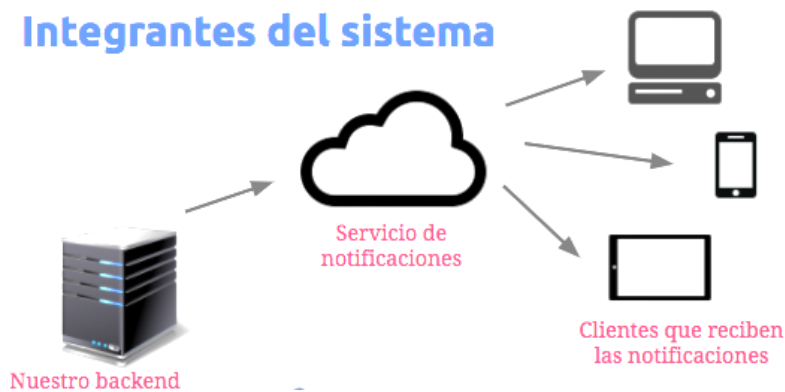 Integrantes del sistema
Servicio de
notificaciones
Clientes que reciben
las notificaciones
Nuestro backend